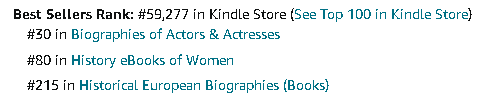 Best Sellers Rank: #59,277 in Kindle Store (See Top 100 in Kindle Store)
#30 in Biographies of Actors & Actresses
#80 in History eBooks of Women
#215 in Historical European Biographies (Books)